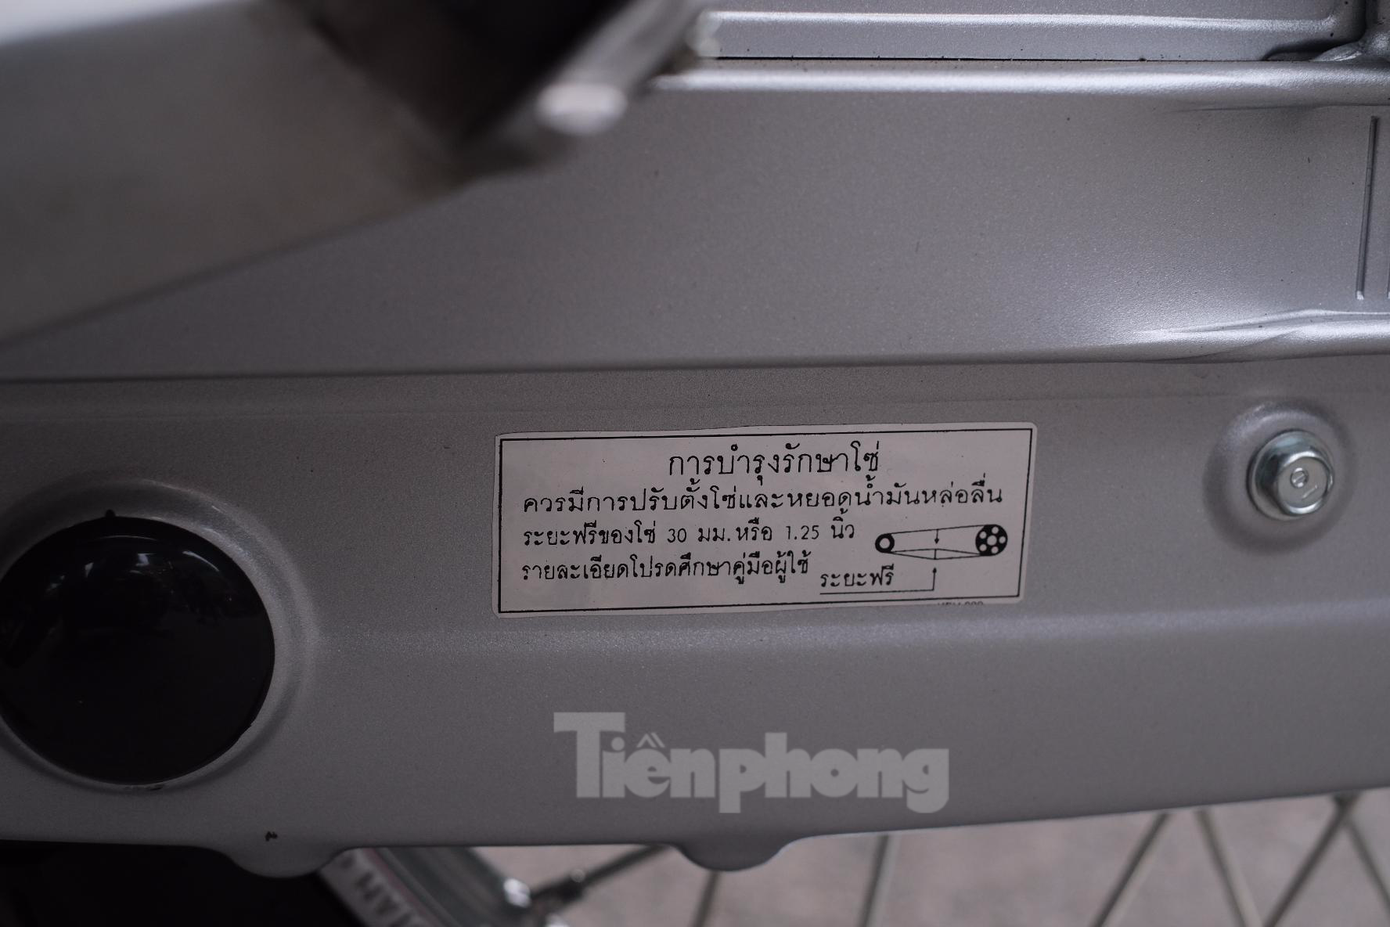 การบำรุงรักษาโซ่
ควรมีการปรับตั้งโซ่และหยอดน้ำมันหล่อลื่น
ระยะฟรีของโซ่ 30 มม. หรือ 1.25 นิ้ว
รายละเอียดโปรดศึกษาคู่มือผู้ใช้
ระยะฟรี
Tiềnphong